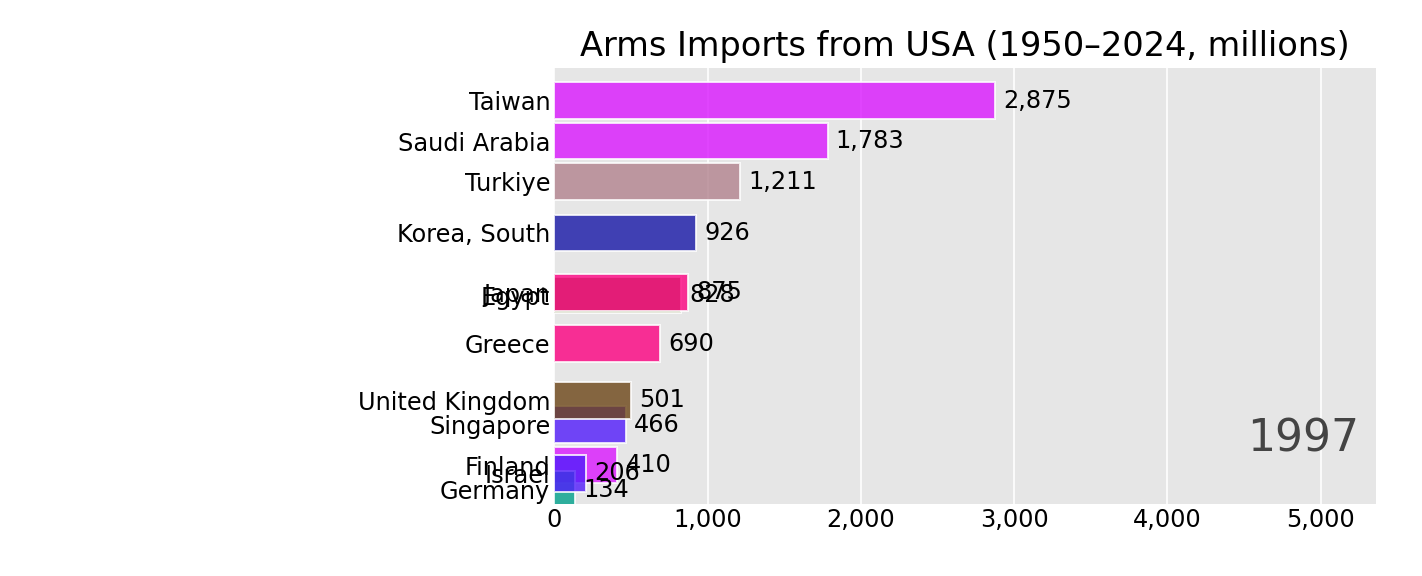 Arms Imports from USA (1950–2024, millions)
Taiwan 2,875
Saudi Arabia 1,783
Turkiye 1,211
Korea, South 926
Japan 875
Egypt 828
Greece 690
United Kingdom 501
Singapore 466
Finland 410
Israel 206
Germany 134
1997
0 1,000 2,000 3,000 4,000 5,000